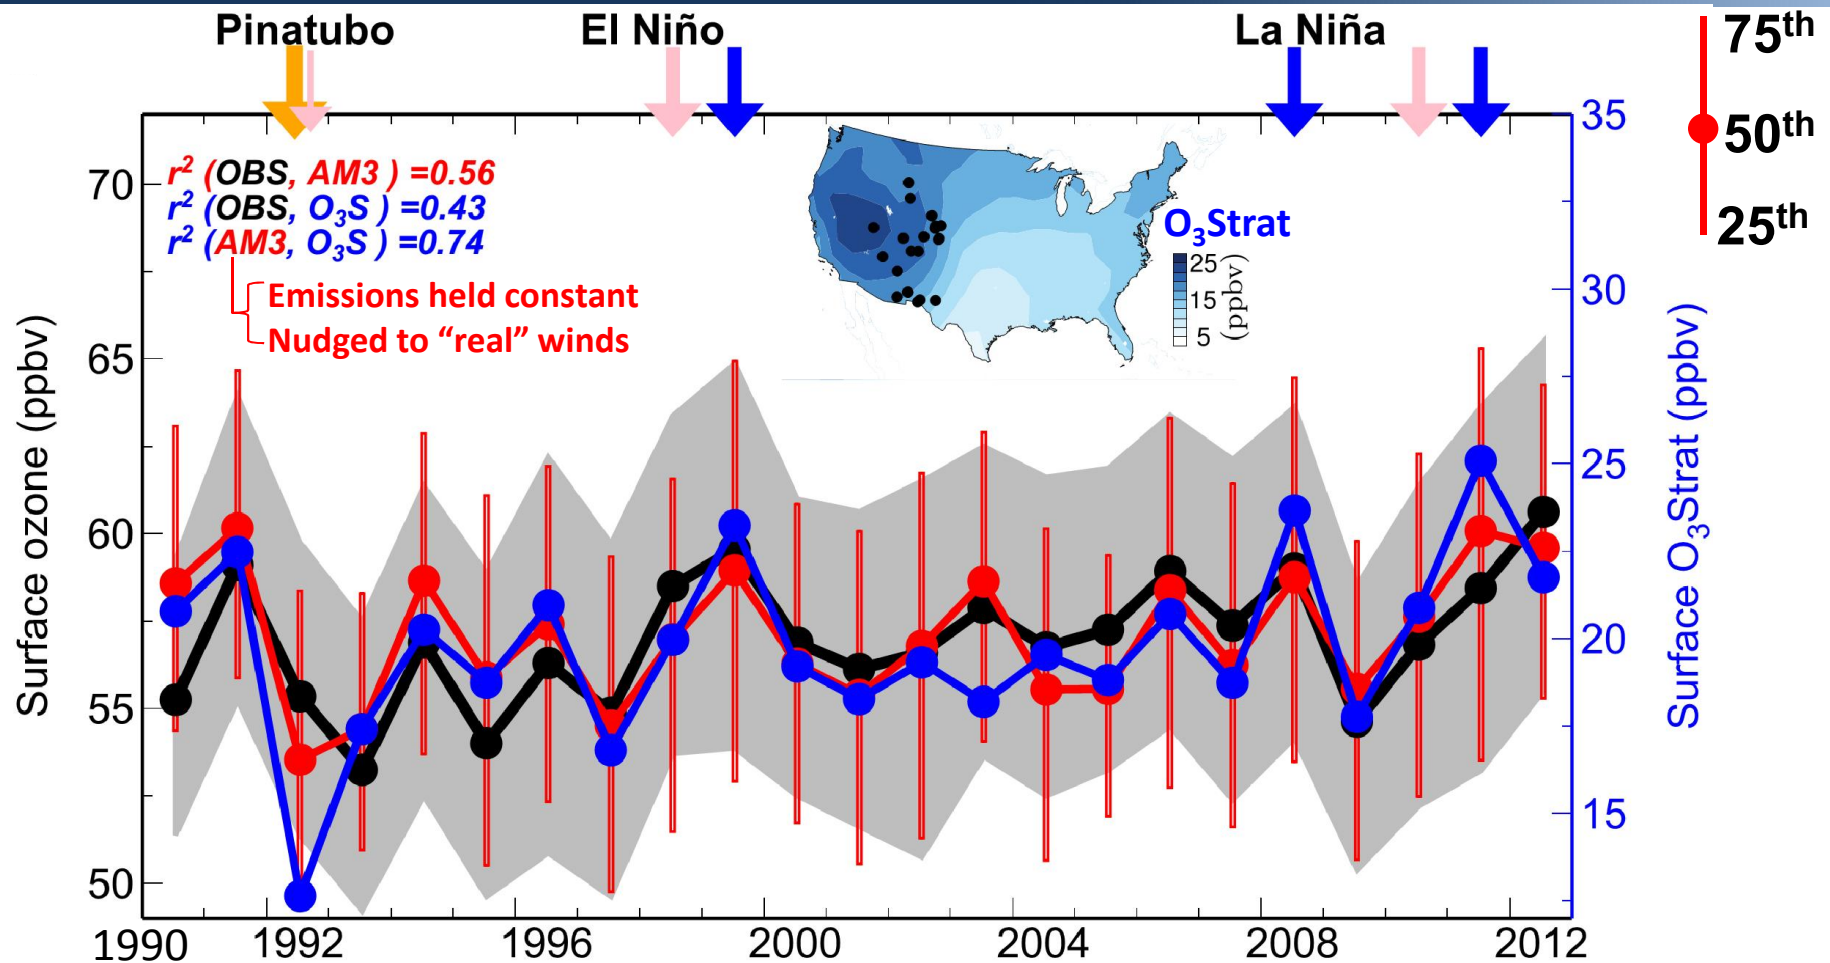 Pinatubo
El Niño
La Niña
75th
50th
25th
r² (OBS, AM3 ) =0.56
r² (OBS, O₃S ) =0.43
r² (AM3, O₃S ) =0.74
Emissions held constant
Nudged to “real” winds
O₃Strat
25
15
5
(ppbv)
Surface ozone (ppbv)
70
65
60
55
50
35
30
25
20
15
Surface O₃Strat (ppbv)
1990 1992 1996 2000 2004 2008 2012